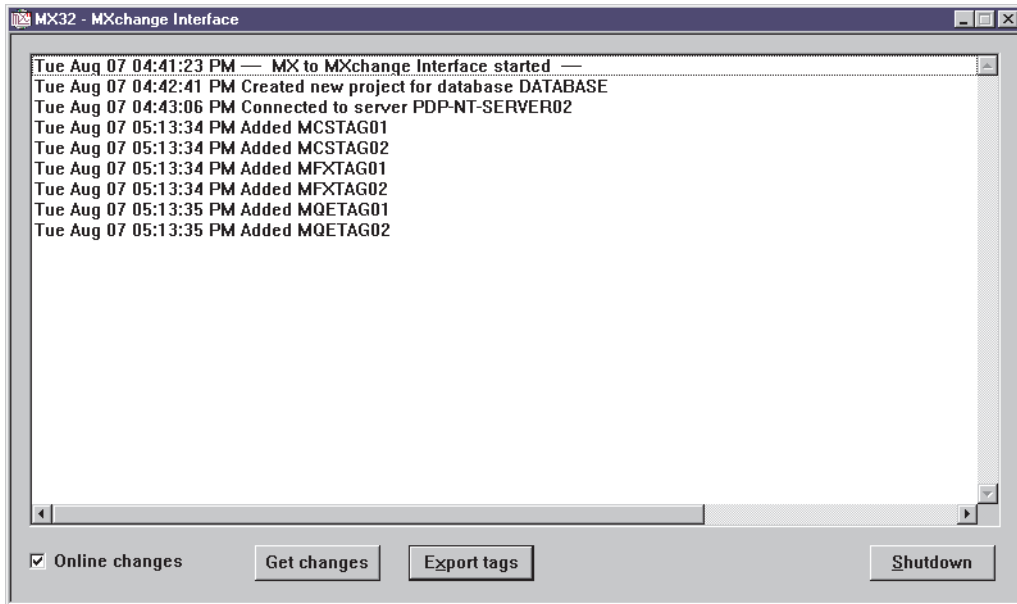 MX32 - MXchange Interface
Tue Aug 07 04:41:23 PM — MX to MXchange Interface started —
Tue Aug 07 04:42:41 PM Created new project for database DATABASE
Tue Aug 07 04:43:06 PM Connected to server PDP-NT-SERVER02
Tue Aug 07 05:13:34 PM Added MCSTAG01
Tue Aug 07 05:13:34 PM Added MCSTAG02
Tue Aug 07 05:13:34 PM Added MFXTAG01
Tue Aug 07 05:13:34 PM Added MFXTAG02
Tue Aug 07 05:13:35 PM Added MQETAG01
Tue Aug 07 05:13:35 PM Added MQETAG02
Online changes Get changes Export tags Shutdown